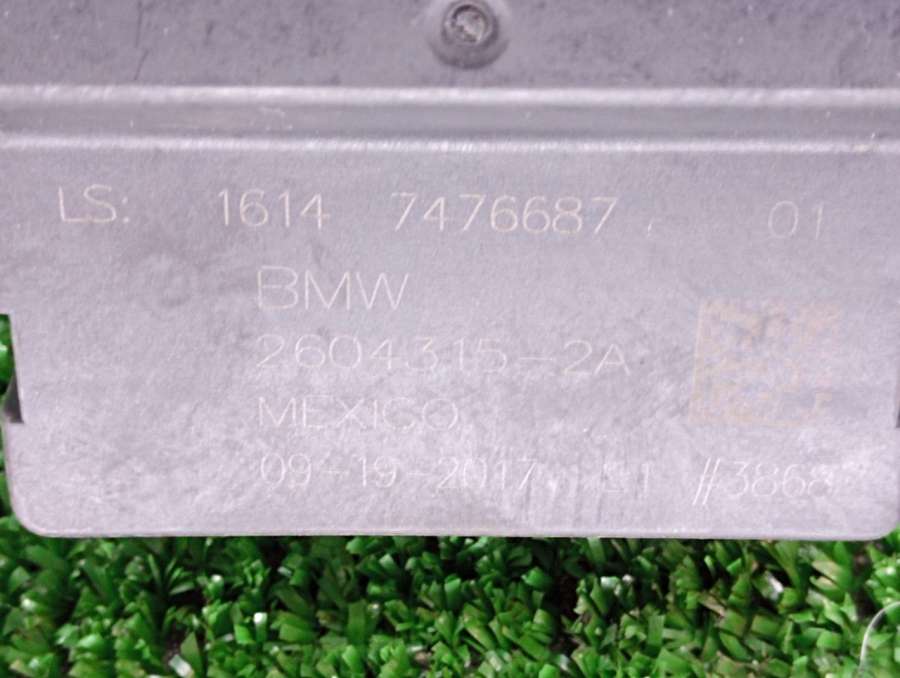 LS: 1614 7476687 01
BMW
2604315-2A
MEXICO
09-19-2017 #3868